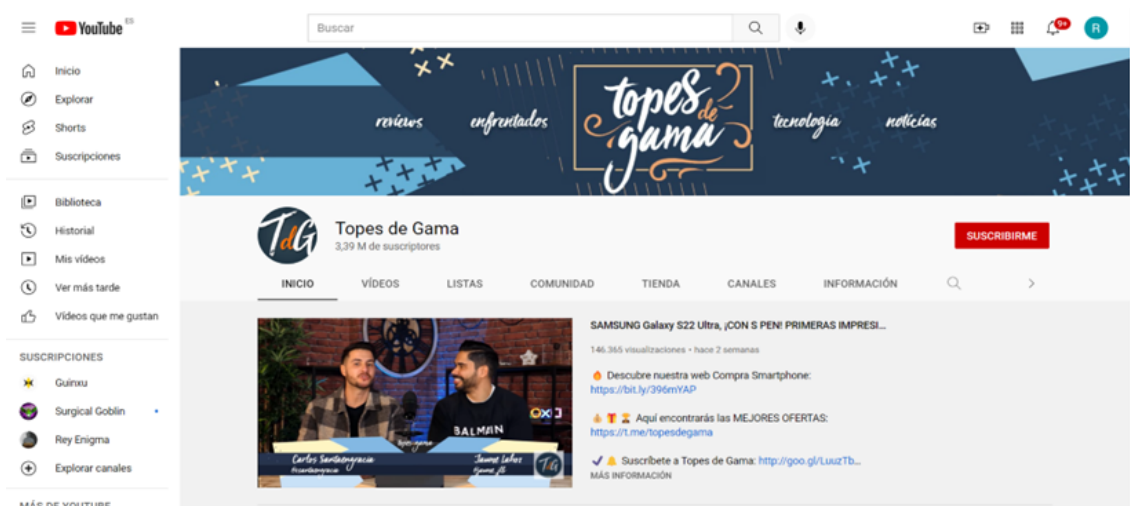 YouTube ES
Buscar
9+
R
Inicio
Explorar
Shorts
Suscripciones
Biblioteca
Historial
Mis vídeos
Ver más tarde
Vídeos que me gustan
SUSCRIPCIONES
Guinxu
Surgical Goblin
Rey Enigma
Explorar canales
MÁS DE YOUTUBE
reviews
enfrentados
topes de
gama
tecnología
noticias
TdG
Topes de Gama
3,39 M de suscriptores
SUSCRIBIRME
INICIO VÍDEOS LISTAS COMUNIDAD TIENDA CANALES INFORMACIÓN
BALMAIN
Topes de gama
Carlos Santaengracia
Jaume Lahoz
TdG
SAMSUNG Galaxy S22 Ultra, ¡CON S PEN! PRIMERAS IMPRESI...
146.365 visualizaciones • hace 2 semanas
🔥 Descubre nuestra web Compra Smartphone:
https://bit.ly/396mYAP
Aquí encontrarás las MEJORES OFERTAS:
https://t.me/topesdegama
Suscríbete a Topes de Gama: http://goo.gl/LuuzTb...
MÁS INFORMACIÓN